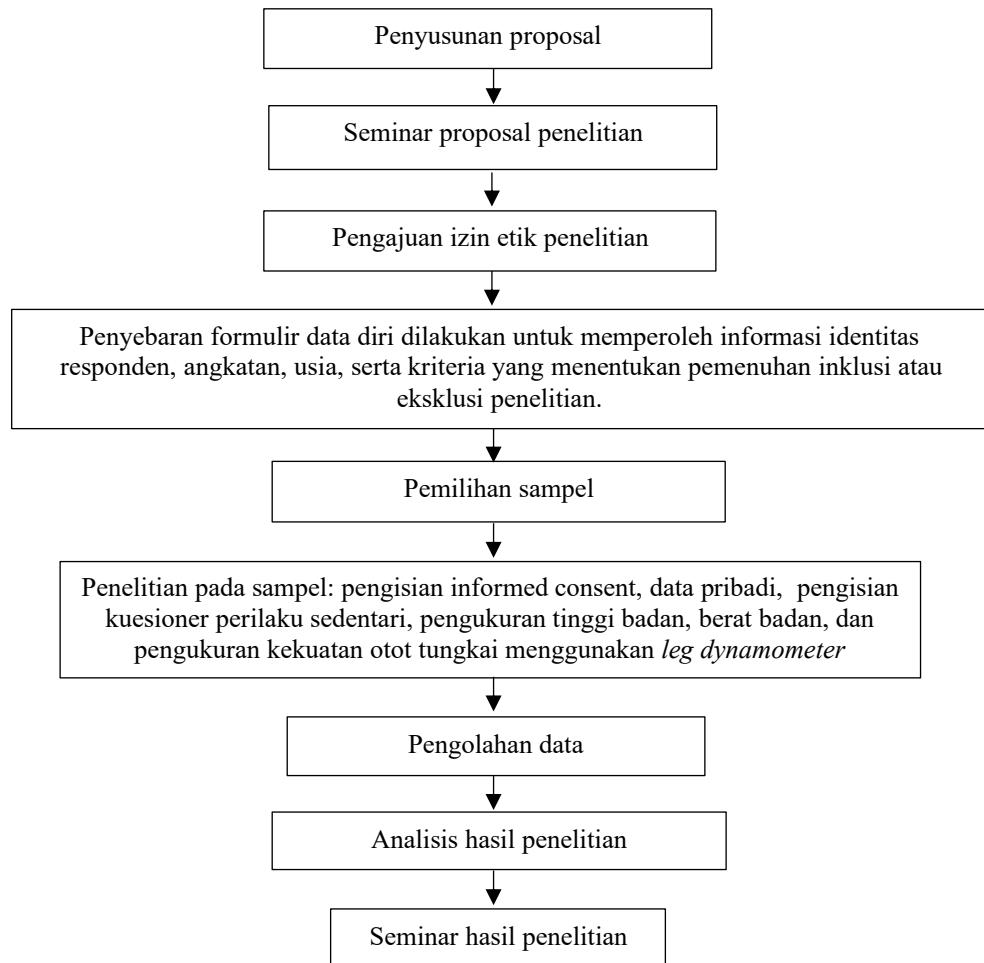 Penyusunan proposal
Seminar proposal penelitian
Pengajuan izin etik penelitian
Penyebaran formulir data diri dilakukan untuk memperoleh informasi identitas
responden, angkatan, usia, serta kriteria yang menentukan pemenuhan inklusi atau
eksklusi penelitian.
Pemilihan sampel
Penelitian pada sampel: pengisian informed consent, data pribadi, pengisian
kuesioner perilaku sedentari, pengukuran tinggi badan, berat badan, dan
pengukuran kekuatan otot tungkai menggunakan leg dynamometer
Pengolahan data
Analisis hasil penelitian
Seminar hasil penelitian